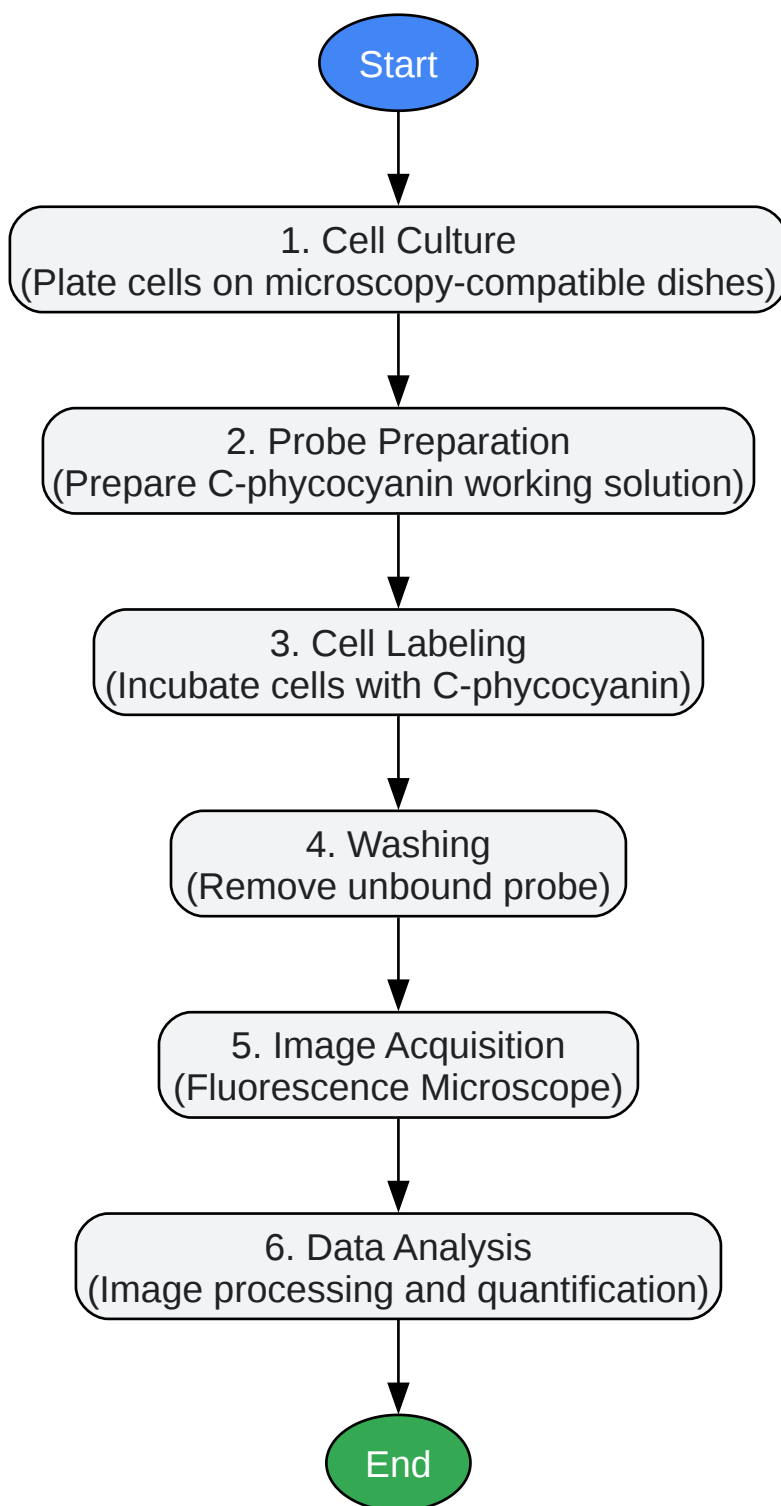 Start
1. Cell Culture
(Plate cells on microscopy-compatible dishes)
2. Probe Preparation
(Prepare C-phycocyanin working solution)
3. Cell Labeling
(Incubate cells with C-phycocyanin)
4. Washing
(Remove unbound probe)
5. Image Acquisition
(Fluorescence Microscope)
6. Data Analysis
(Image processing and quantification)
End